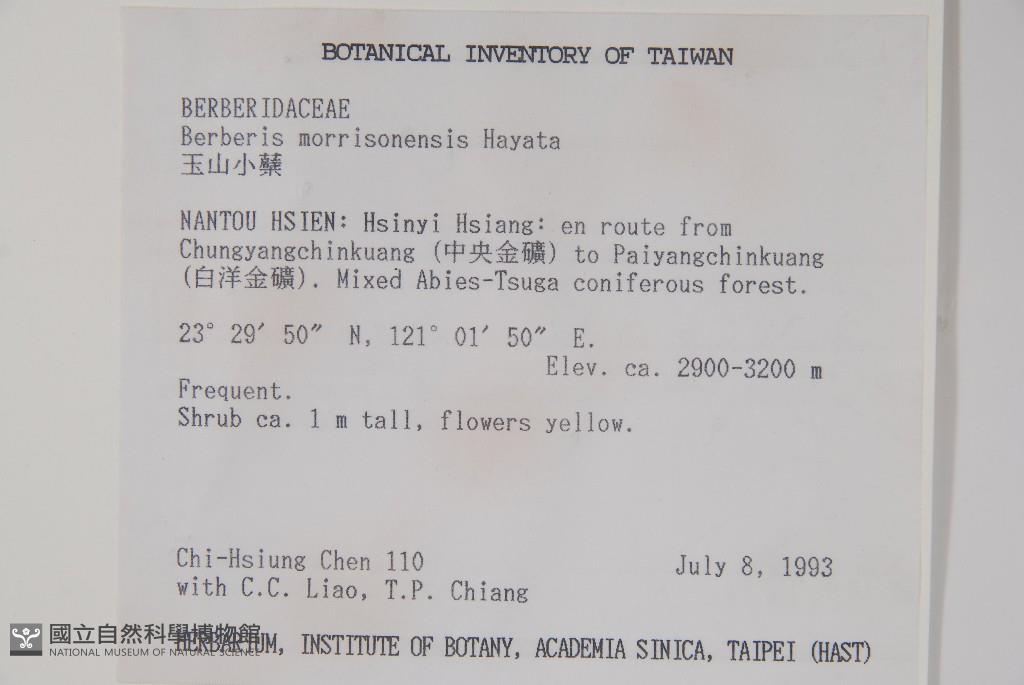 BOTANICAL INVENTORY OF TAIWAN
BERBERIDACEAE
Berberis morrisonensis Hayata
玉山小蘗
NANTOU HSIEN: Hsinyi Hsiang: en route from
Chungyangchinkuang (中央金礦) to Paiyangchinkuang
(白洋金礦). Mixed Abies-Tsuga coniferous forest.
23° 29′ 50″ N, 121° 01′ 50″ E.
Elev. ca. 2900-3200 m
Frequent.
Shrub ca. 1 m tall, flowers yellow.
Chi-Hsiung Chen 110
July 8, 1993
with C.C. Liao, T.P. Chiang
HERBARIUM, INSTITUTE OF BOTANY, ACADEMIA SINICA, TAIPEI (HAST)
國立自然科學博物館
NATIONAL MUSEUM OF NATURAL SCIENCE